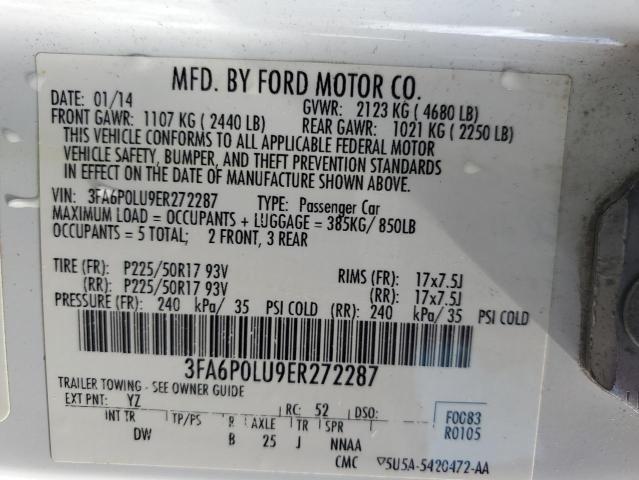 MFD. BY FORD MOTOR CO.
DATE: 01/14 GVWR: 2123 KG ( 4680 LB)
FRONT GAWR: 1107 KG ( 2440 LB) REAR GAWR: 1021 KG ( 2250 LB)
THIS VEHICLE CONFORMS TO ALL APPLICABLE FEDERAL MOTOR
VEHICLE SAFETY, BUMPER, AND THEFT PREVENTION STANDARDS
IN EFFECT ON THE DATE OF MANUFACTURE SHOWN ABOVE.
VIN: 3FA6P0LU9ER272287 TYPE: Passenger Car
MAXIMUM LOAD = OCCUPANTS + LUGGAGE = 385KG/ 850LB
OCCUPANTS = 5 TOTAL; 2 FRONT, 3 REAR
TIRE (FR): P225/50R17 93V RIMS (FR): 17x7.5J
(RR): P225/50R17 93V (RR): 17x7.5J
PRESSURE (FR): 240 kPa/ 35 PSI COLD (RR): 240 kPa/ 35 PSI COLD
3FA6P0LU9ER272287
TRAILER TOWING - SEE OWNER GUIDE
EXT PNT: YZ RC: 52 DSO: F0083
INT TR TP/PS R AXLE TR SPR R0105
DW B 25 J NNAA
CMC 5U5A-5420472-AA